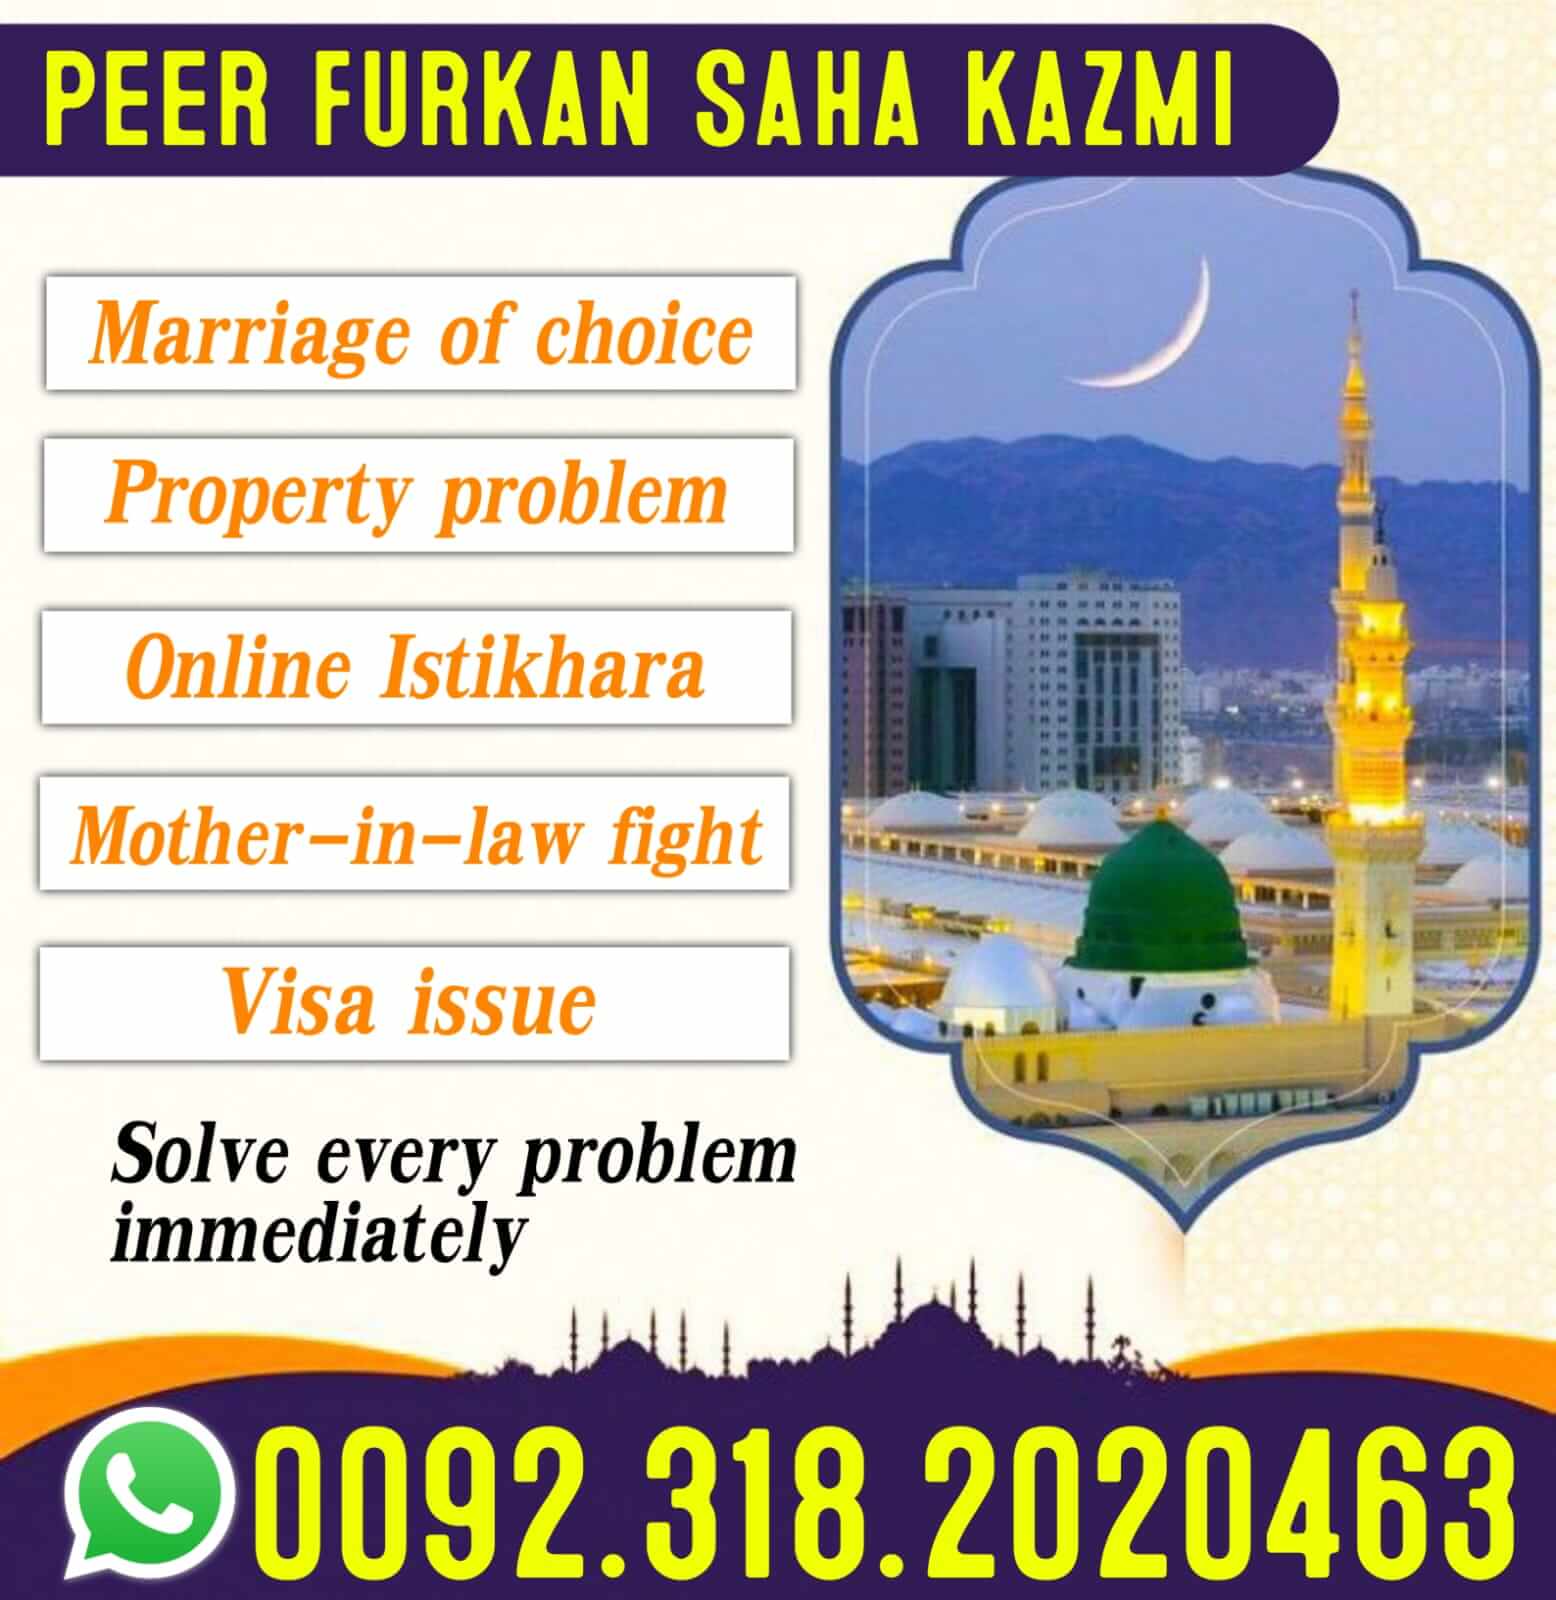 PEER FURKAN SAHA KAZMI
Marriage of choice
Property problem
Online Istikhara
Mother-in-law fight
Visa issue
Solve every problem
immediately
0092.318.2020463